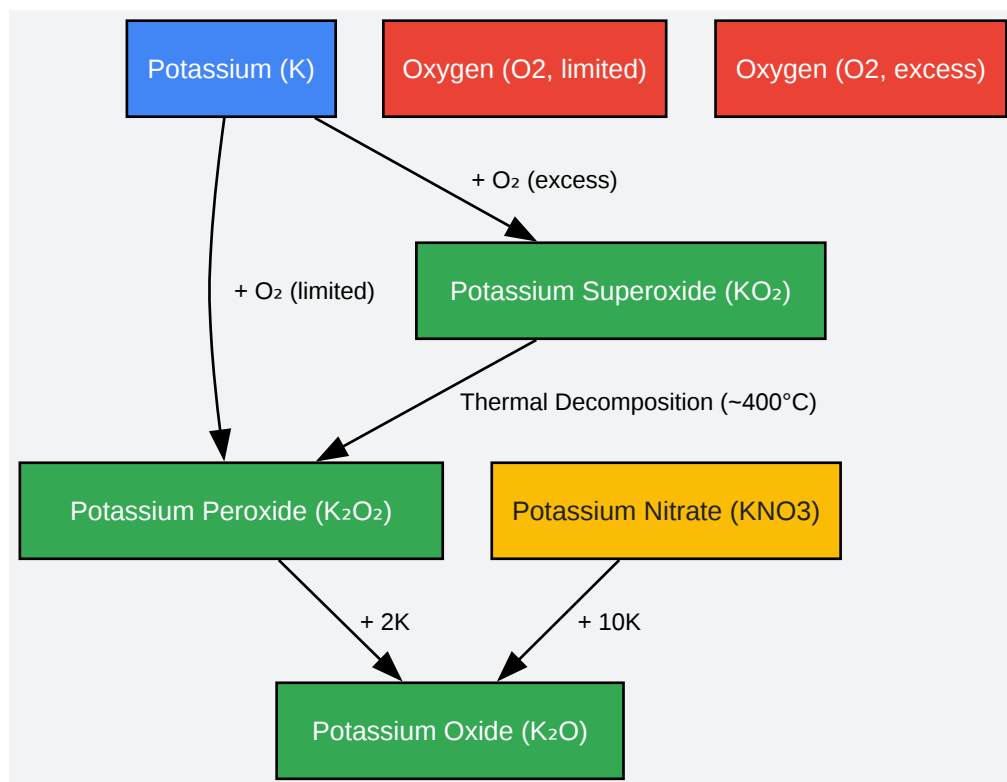 Potassium (K)
Oxygen (O2, limited)
Oxygen (O2, excess)
+ O₂ (excess)
+ O₂ (limited)
Potassium Superoxide (KO₂)
Thermal Decomposition (~400°C)
Potassium Peroxide (K₂O₂)
Potassium Nitrate (KNO3)
+ 2K
+ 10K
Potassium Oxide (K₂O)